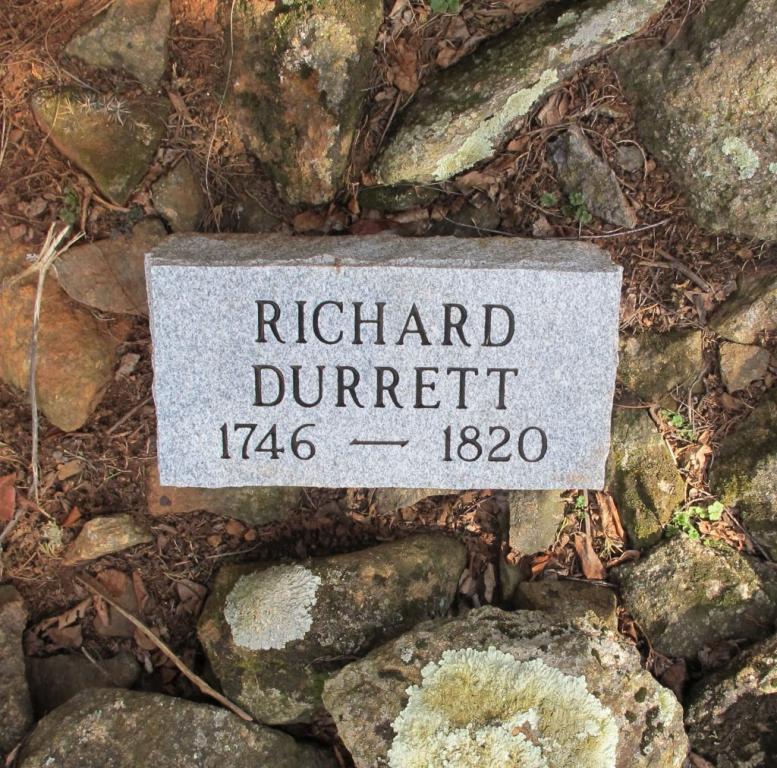 RICHARD
DURRETT
1746 — 1820